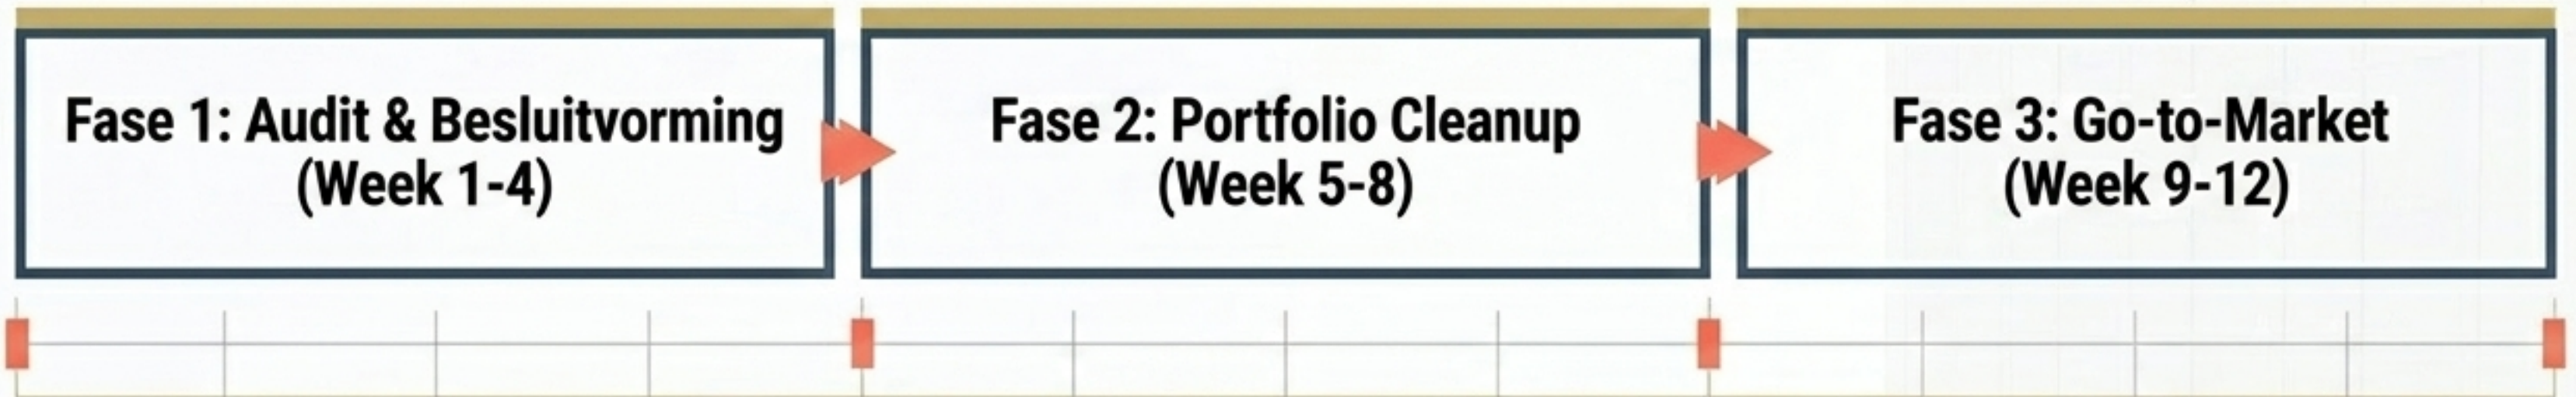 Fase 1: Audit & Besluitvorming
(Week 1-4)
Fase 2: Portfolio Cleanup
(Week 5-8)
Fase 3: Go-to-Market
(Week 9-12)